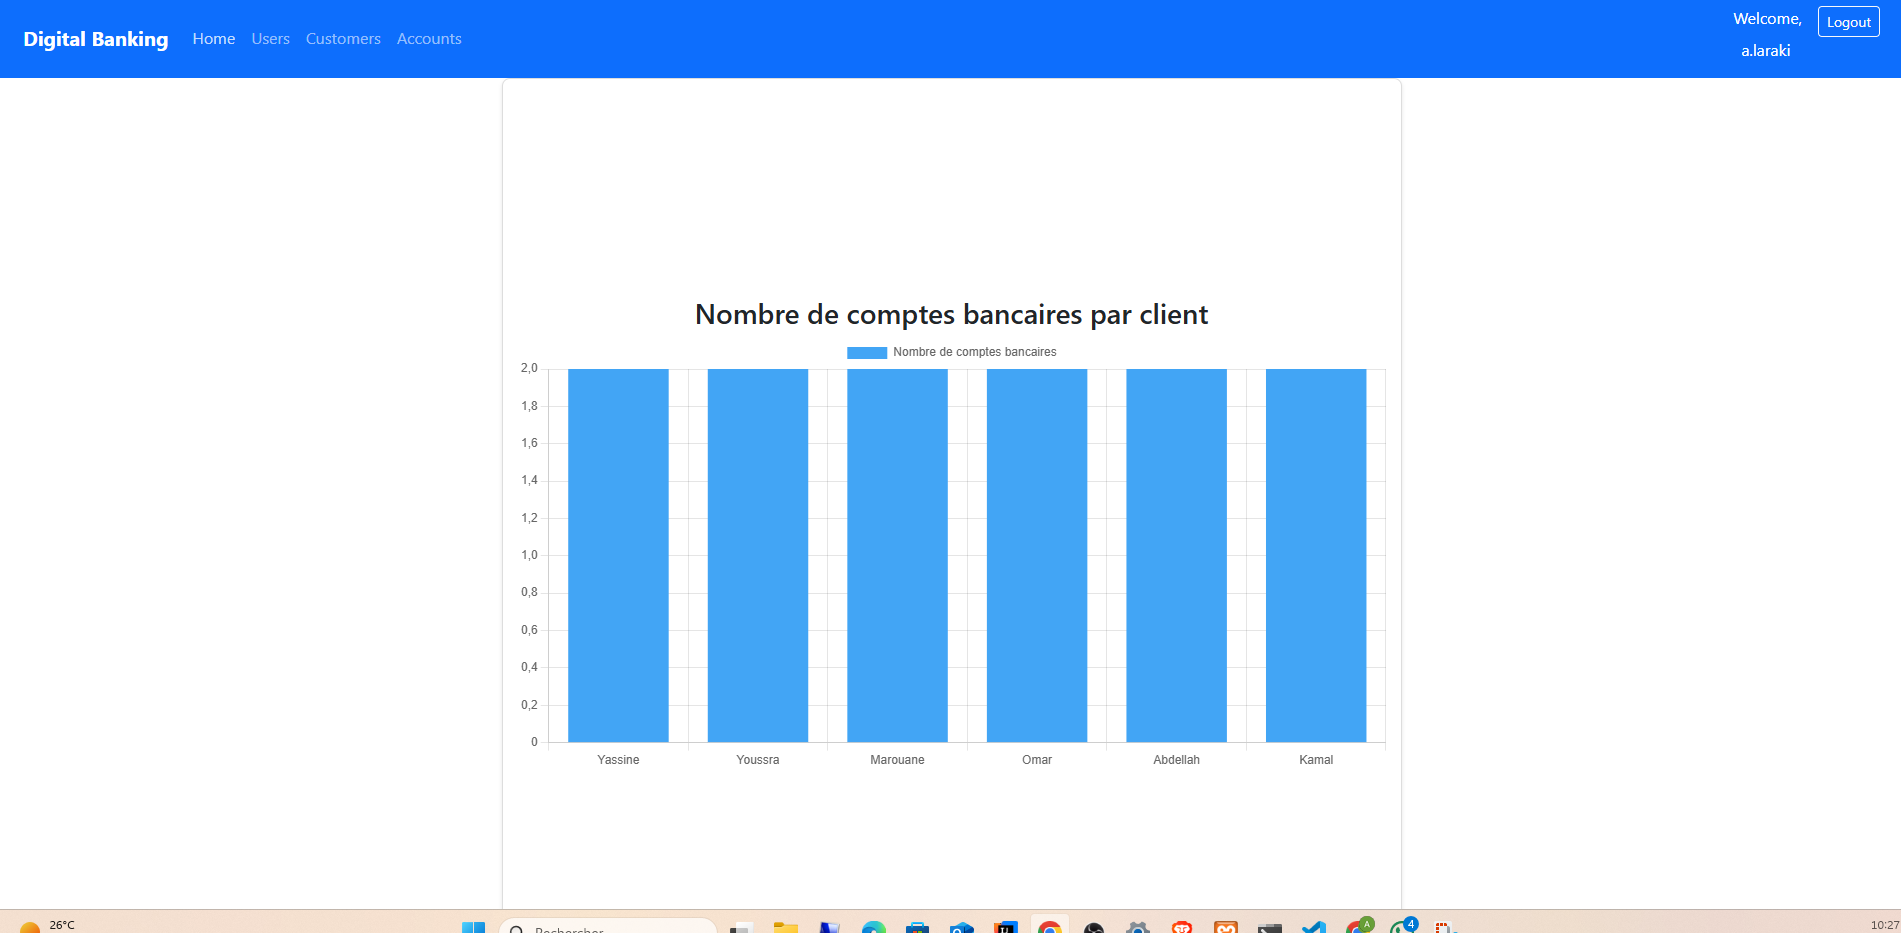 Digital Banking Home Users Customers Accounts
Welcome,
a.laraki
Logout
Nombre de comptes bancaires par client
Nombre de comptes bancaires
2,0
1,8
1,6
1,4
1,2
1,0
0,8
0,6
0,4
0,2
0
Yassine Youssra Marouane Omar Abdellah Kamal
26°C
Rechercher
A
4
10:27